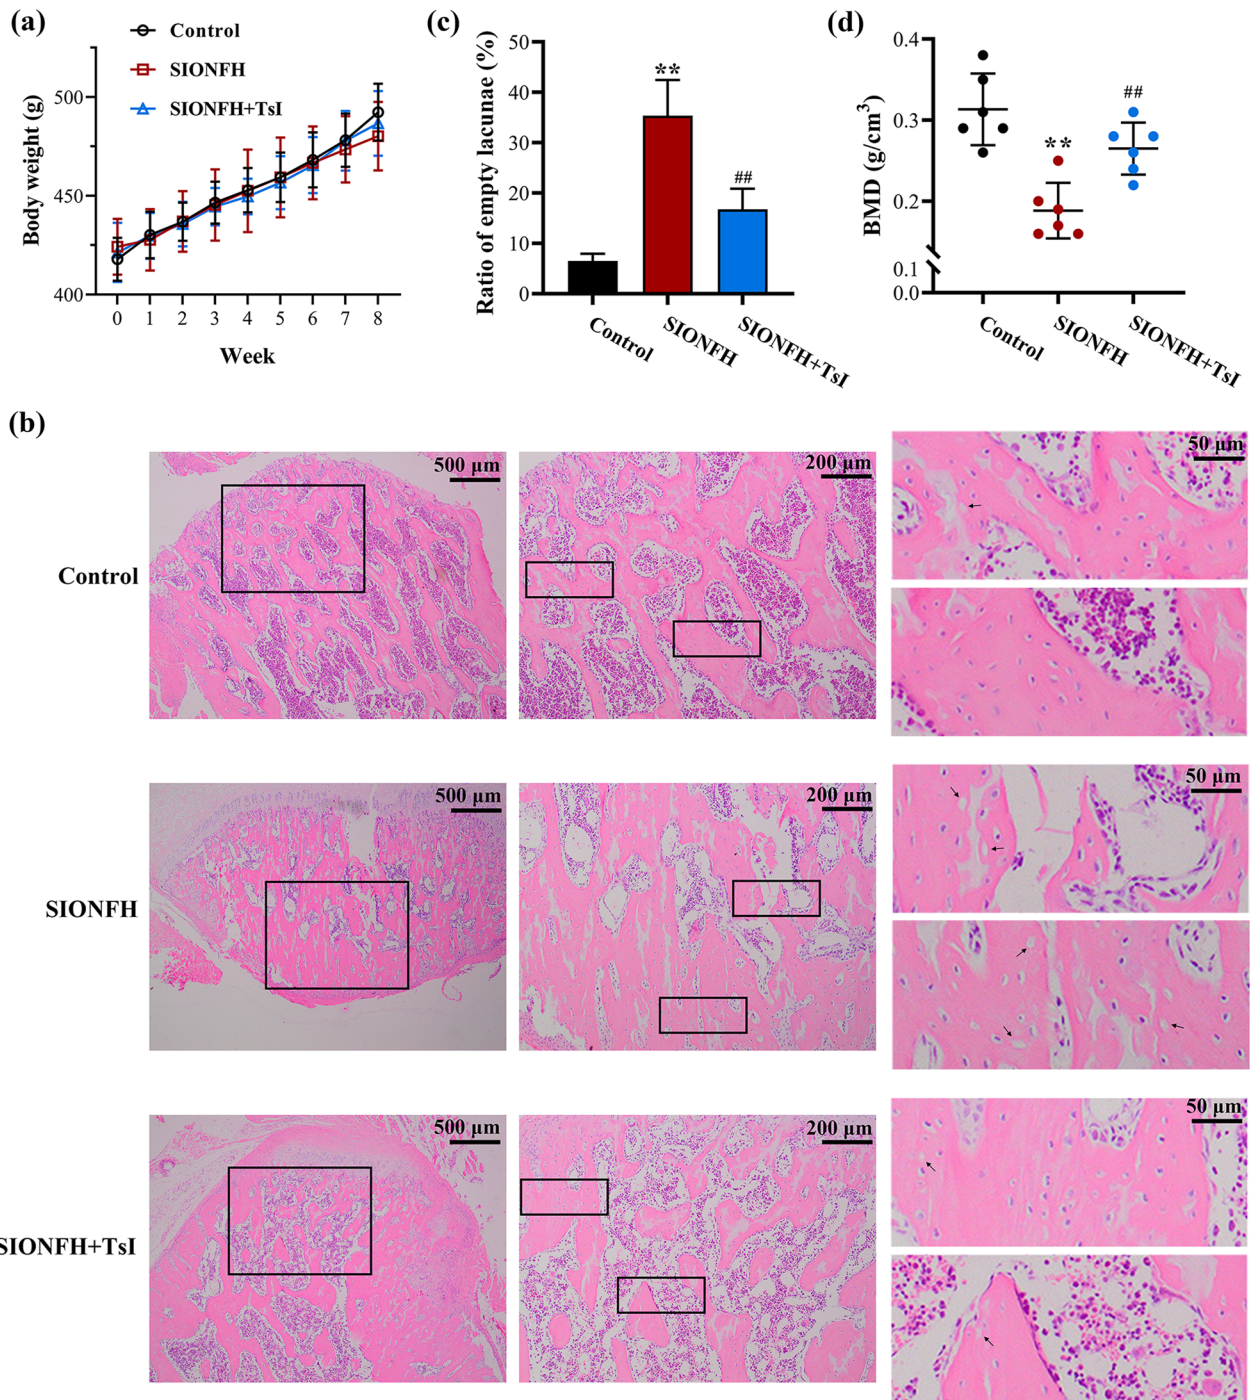 (a)
Control
SIONFH
SIONFH+TsI
Body weight (g)
500
450
400
0 1 2 3 4 5 6 7 8
Week
(c)
Ratio of empty lacunae (%)
50
40
30
20
10
0
**
##
Control
SIONFH
SIONFH+TsI
(d)
BMD (g/cm³)
0.4
0.3
0.2
0.1
0.0
**
##
Control
SIONFH
SIONFH+TsI
(b)
Control
500 µm
200 µm
50 µm
SIONFH
500 µm
200 µm
50 µm
SIONFH+TsI
500 µm
200 µm
50 µm